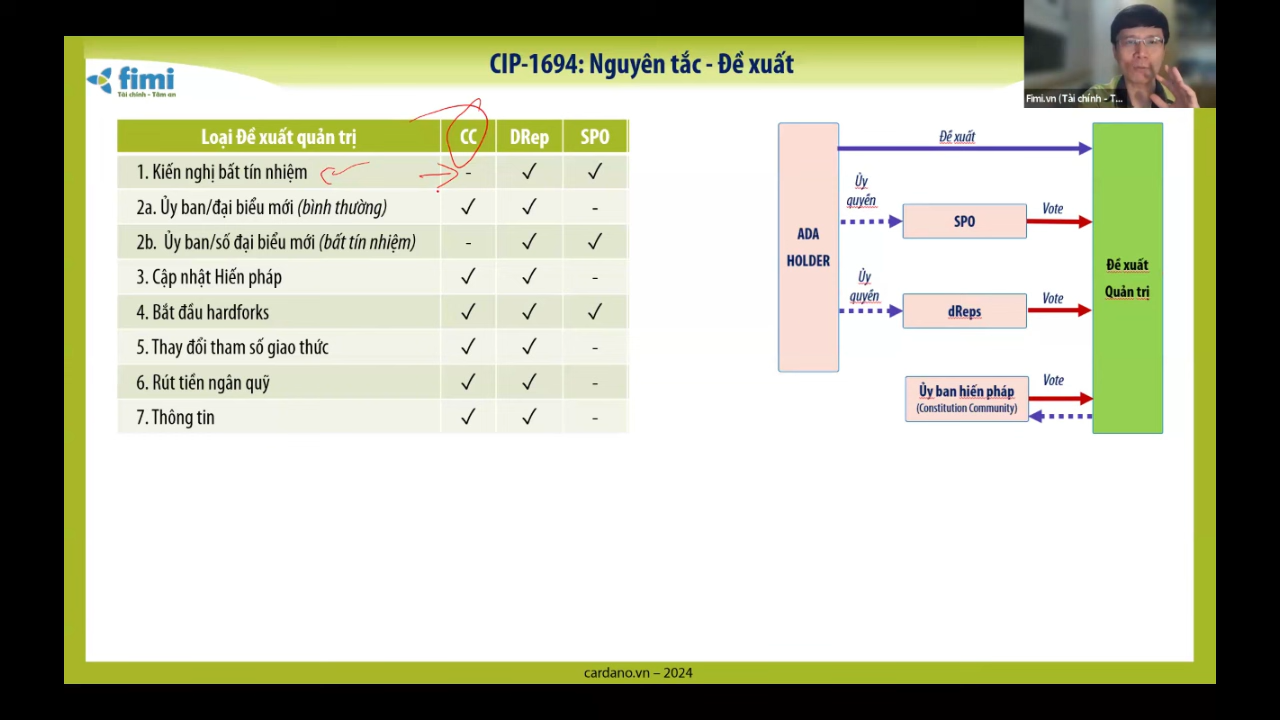 CIP-1694: Nguyên tắc - Đề xuất
fimi
Tài chính - Tâm an
Fimi.vn (Tài chính - T...
Loại Đề xuất quản trị CC DRep SPO
1. Kiến nghị bất tín nhiệm - ✓ ✓
2a. Ủy ban/đại biểu mới (bình thường) ✓ ✓ -
2b. Ủy ban/số đại biểu mới (bất tín nhiệm) - ✓ ✓
3. Cập nhật Hiến pháp ✓ ✓ -
4. Bắt đầu hardforks ✓ ✓ ✓
5. Thay đổi tham số giao thức ✓ ✓ -
6. Rút tiền ngân quỹ ✓ ✓ -
7. Thông tin ✓ ✓ -
Đề xuất
ADA
HOLDER
Ủy
quyền
SPO
Vote
Ủy
quyền
dReps
Vote
Ủy ban hiến pháp
(Constitution Community)
Vote
Đề xuất
Quản trị
cardano.vn – 2024